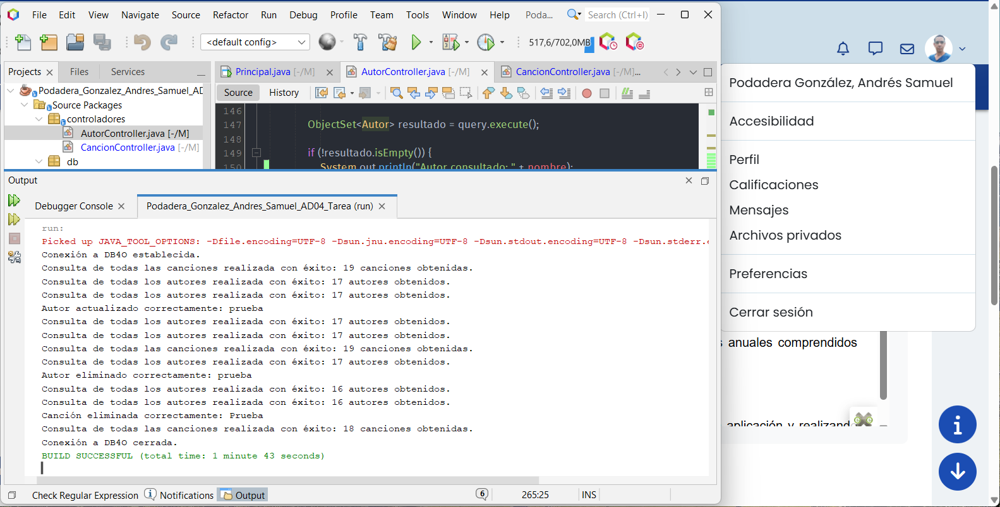 File Edit View Navigate Source Refactor Run Debug Profile Team Tools Window Help Poda... Search (Ctrl+I)
<default config> 517,6/702,0MB
Projects Files Services
Principal.java [-/M] AutorController.java [-/M] CancionController.java [-/M]...
Source History
Podadera_Gonzalez_Andres_Samuel_AD
Source Packages
controladores
AutorController.java [-/M]
CancionController.java [-/M]
db
146
147 ObjectSet<Autor> resultado = query.execute();
148
149 if (!resultado.isEmpty()) {
150 System.out.println("Autor consultado: " + nombre);
Output
Debugger Console Podadera_Gonzalez_Andres_Samuel_AD04_Tarea (run)
run:
Picked up JAVA_TOOL_OPTIONS: -Dfile.encoding=UTF-8 -Dsun.jnu.encoding=UTF-8 -Dsun.stdout.encoding=UTF-8 -Dsun.stderr.e
Conexión a DB4O establecida.
Consulta de todas las canciones realizada con éxito: 19 canciones obtenidas.
Consulta de todas los autores realizada con éxito: 17 autores obtenidos.
Consulta de todas los autores realizada con éxito: 17 autores obtenidos.
Autor actualizado correctamente: prueba
Consulta de todas los autores realizada con éxito: 17 autores obtenidos.
Consulta de todas los autores realizada con éxito: 17 autores obtenidos.
Consulta de todas las canciones realizada con éxito: 19 canciones obtenidas.
Consulta de todas los autores realizada con éxito: 17 autores obtenidos.
Autor eliminado correctamente: prueba
Consulta de todas los autores realizada con éxito: 16 autores obtenidos.
Consulta de todas los autores realizada con éxito: 16 autores obtenidos.
Canción eliminada correctamente: Prueba
Consulta de todas las canciones realizada con éxito: 18 canciones obtenidas.
Conexión a DB4O cerrada.
BUILD SUCCESSFUL (total time: 1 minute 43 seconds)
Check Regular Expression Notifications Output 6 265:25 INS
Podadera González, Andrés Samuel
Accesibilidad
Perfil
Calificaciones
Mensajes
Archivos privados
Preferencias
Cerrar sesión
s anuales comprendidos
aplicación y realizand